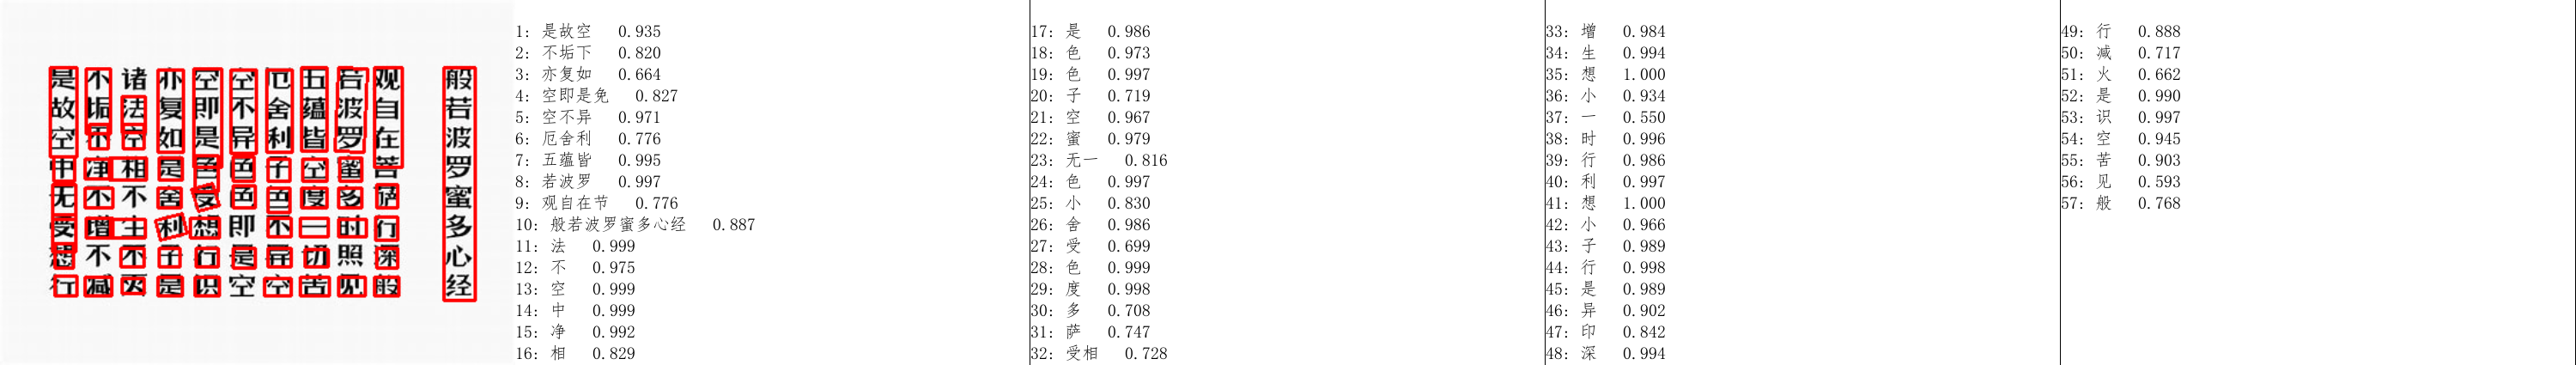 般若波罗蜜多心经
观自在菩萨行深般
若波罗蜜多时照见
五蕴皆空度一切苦
厄舍利子色不异空
空不异色色即是空
空即是色受想行识
亦复如是舍利子是
诸法空相不生不灭
不垢不净不增不减
是故空中无受想行
1: 是故空 0.935
2: 不垢下 0.820
3: 亦复如 0.664
4: 空即是免 0.827
5: 空不异 0.971
6: 厄舍利 0.776
7: 五蕴皆 0.995
8: 若波罗 0.997
9: 观自在节 0.776
10: 般若波罗蜜多心经 0.887
11: 法 0.999
12: 不 0.975
13: 空 0.999
14: 中 0.999
15: 净 0.992
16: 相 0.829
17: 是 0.986
18: 色 0.973
19: 色 0.997
20: 子 0.719
21: 空 0.967
22: 蜜 0.979
23: 无一 0.816
24: 色 0.997
25: 小 0.830
26: 舍 0.986
27: 受 0.699
28: 色 0.999
29: 度 0.998
30: 多 0.708
31: 萨 0.747
32: 受相 0.728
33: 增 0.984
34: 生 0.994
35: 想 1.000
36: 小 0.934
37: 一 0.550
38: 时 0.996
39: 行 0.986
40: 利 0.997
41: 想 1.000
42: 小 0.966
43: 子 0.989
44: 行 0.998
45: 是 0.989
46: 异 0.902
47: 印 0.842
48: 深 0.994
49: 行 0.888
50: 减 0.717
51: 火 0.662
52: 是 0.990
53: 识 0.997
54: 空 0.945
55: 苦 0.903
56: 见 0.593
57: 般 0.768